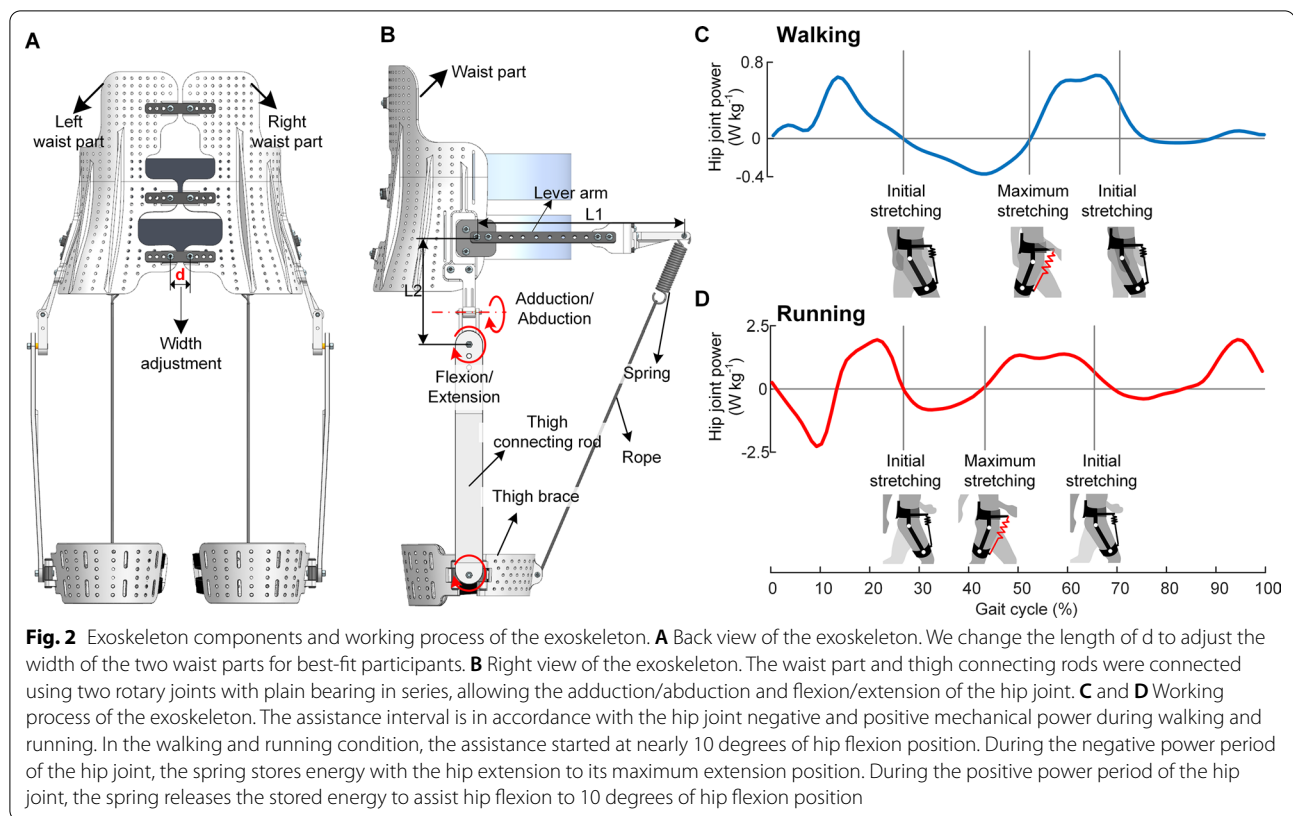 A
Left
waist part
Right
waist part
d
Width
adjustment
B
Waist part
Lever arm
L1
L2
Adduction/
Abduction
Flexion/
Extension
Spring
Thigh
connecting rod
Rope
Thigh brace
C
Walking
0.8
0
-0.4
Hip joint power
(W kg-1)
Initial
stretching
Maximum
stretching
Initial
stretching
D
Running
2.5
0
-2.5
Hip joint power
(W kg-1)
Initial
stretching
Maximum
stretching
Initial
stretching
0 10 20 30 40 50 60 70 80 90 100
Gait cycle (%)
Fig. 2 Exoskeleton components and working process of the exoskeleton. A Back view of the exoskeleton. We change the length of d to adjust the
width of the two waist parts for best-fit participants. B Right view of the exoskeleton. The waist part and thigh connecting rods were connected
using two rotary joints with plain bearing in series, allowing the adduction/abduction and flexion/extension of the hip joint. C and D Working
process of the exoskeleton. The assistance interval is in accordance with the hip joint negative and positive mechanical power during walking and
running. In the walking and running condition, the assistance started at nearly 10 degrees of hip flexion position. During the negative power period
of the hip joint, the spring stores energy with the hip extension to its maximum extension position. During the positive power period of the hip
joint, the spring releases the stored energy to assist hip flexion to 10 degrees of hip flexion position